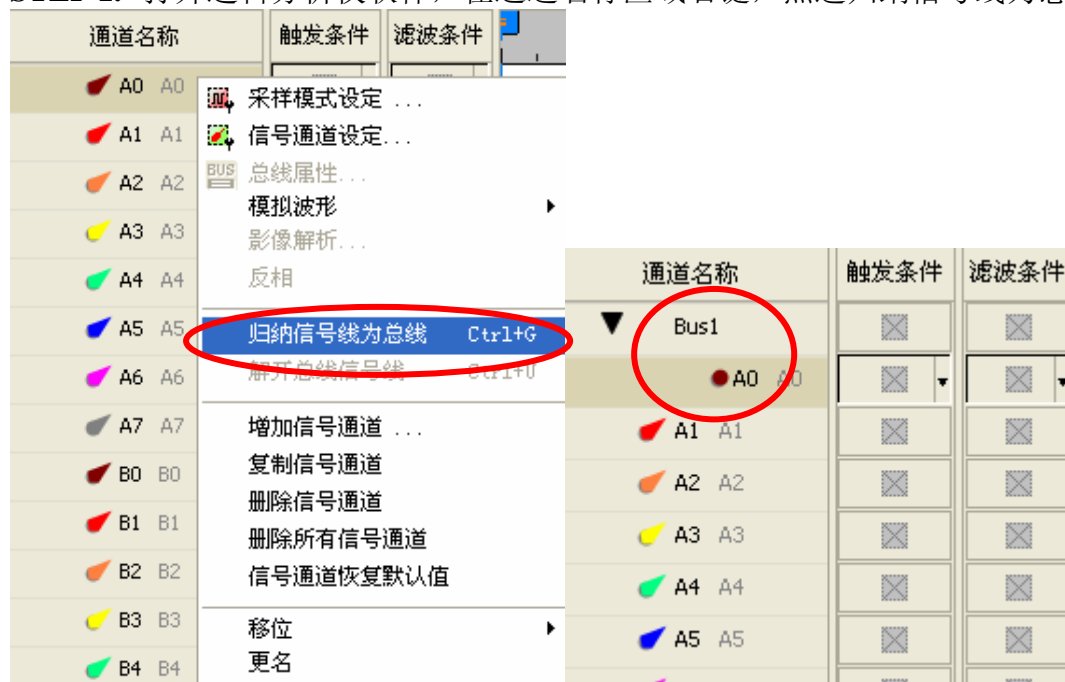 通道名称 触发条件 滤波条件
A0 A0
A1 A1
A2 A2
A3 A3
A4 A4
A5 A5
A6 A6
A7 A7
B0 B0
B1 B1
B2 B2
B3 B3
B4 B4
采样模式设定 ...
信号通道设定...
BUS 总线属性...
模拟波形
影像解析...
反相
归纳信号线为总线 Ctrl+G
解开总线信号线 Ctrl+U
增加信号通道 ...
复制信号通道
删除信号通道
删除所有信号通道
信号通道恢复默认值
移位
更名
通道名称 触发条件 滤波条件
Bus1
A0 A0
A1 A1
A2 A2
A3 A3
A4 A4
A5 A5